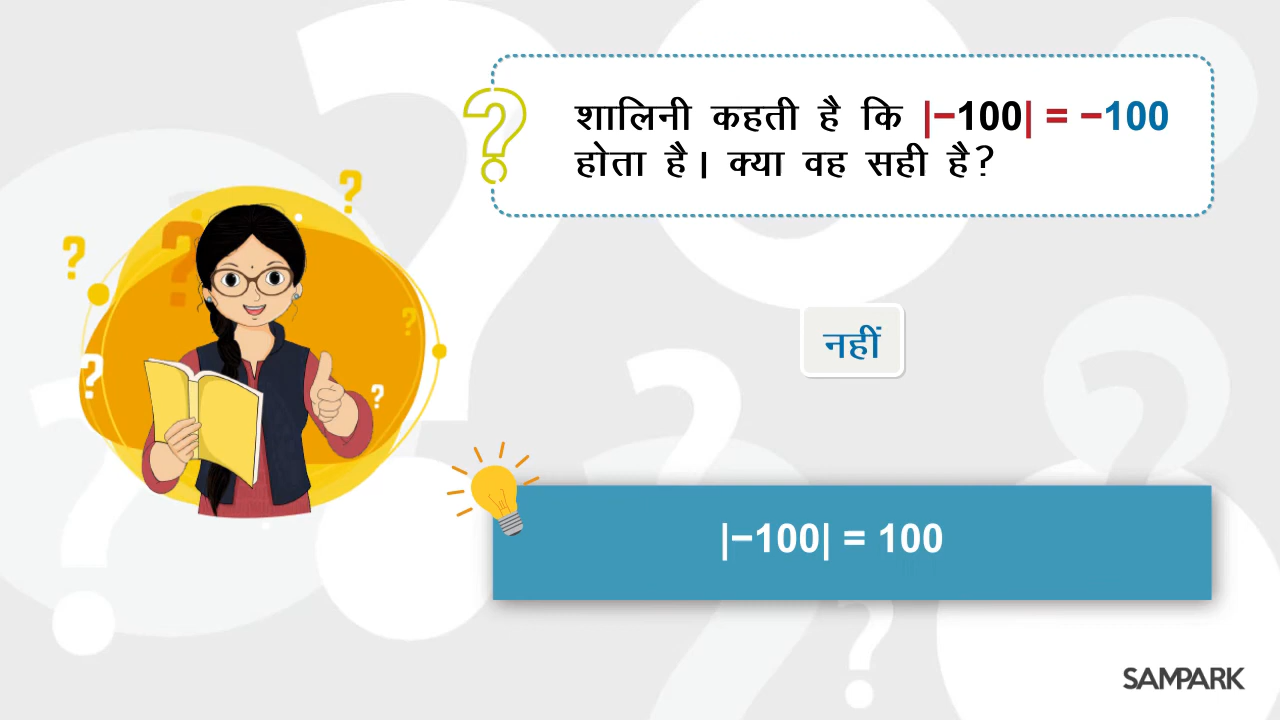 शालिनी कहती है कि |−100| = −100
होता है। क्या वह सही है?
नहीं
|−100| = 100
SAMPARK